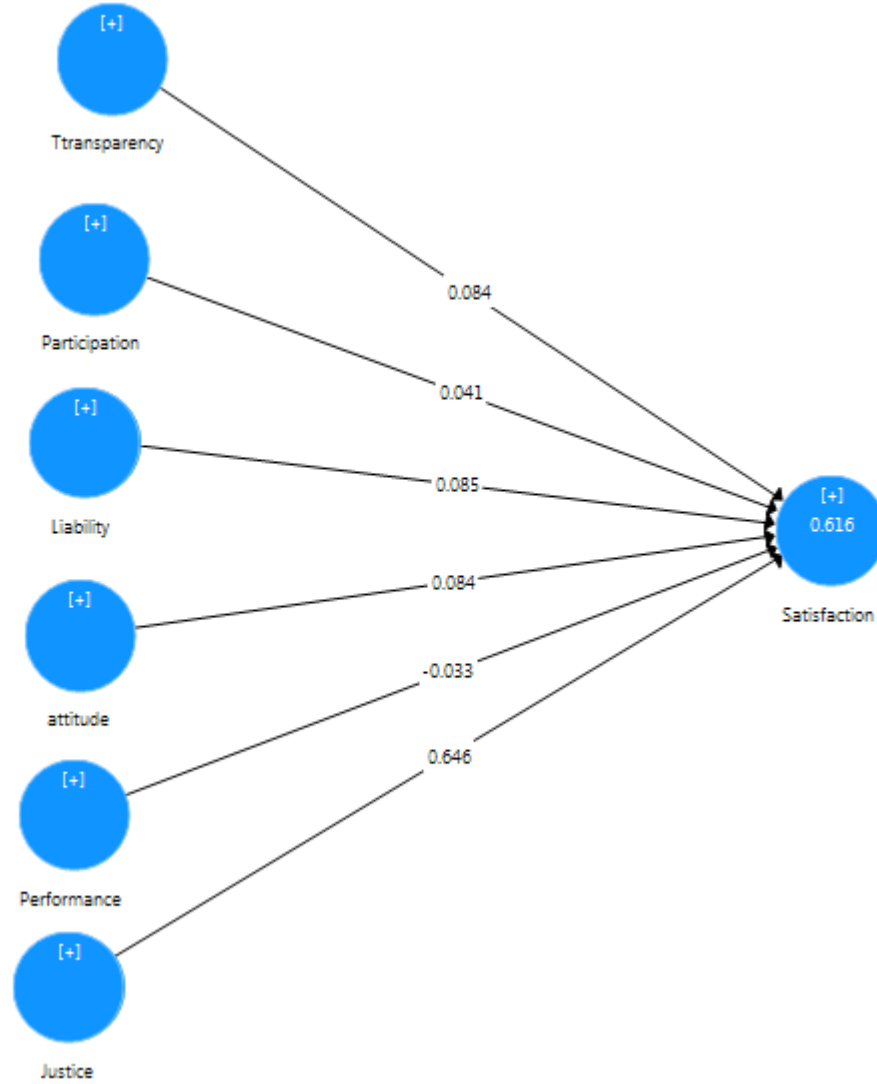 [+]
Ttransparency
[+]
Participation
[+]
Liability
[+]
attitude
[+]
Performance
[+]
Justice
0.084
0.041
0.085
0.084
-0.033
0.646
[+]
0.616
Satisfaction